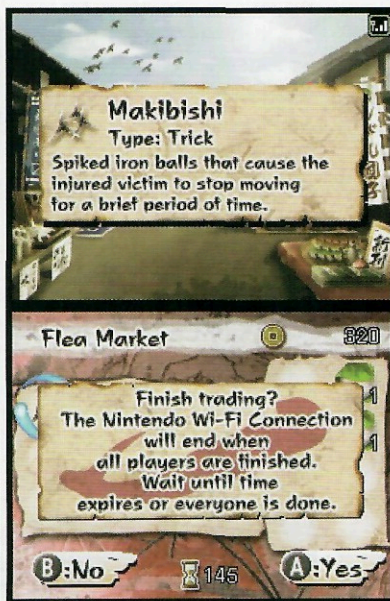 Makibishi
Type: Trick
Spiked iron balls that cause the
injured victim to stop moving
for a brief period of time.
Flea Market
320
1
1
Finish trading?
The Nintendo Wi-Fi Connection
will end when
all players are finished.
Wait until time
expires or everyone is done.
B:No
145
A:Yes